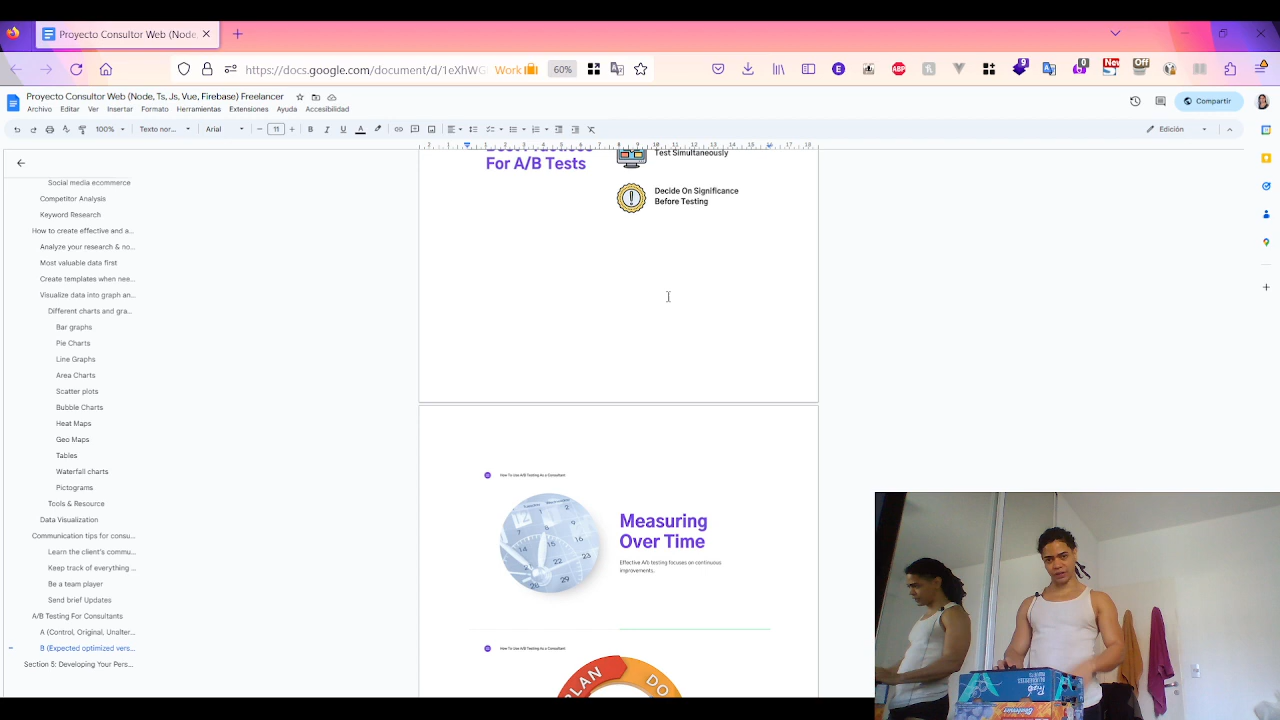 Proyecto Consultor Web (Node
https://docs.google.com/document/d/1eXhWG
Work
60%
New
Off
Proyecto Consultor Web (Node, Ts, Js, Vue, Firebase) Freelancer
Archivo Editar Ver Insertar Formato Herramientas Extensiones Ayuda Accesibilidad
Compartir
100%
Texto nor...
Arial
11
Edición
Social media ecommerce
Competitor Analysis
Keyword Research
How to create effective and a...
Analyze your research & no...
Most valuable data first
Create templates when nee...
Visualize data into graph an...
Different charts and gra...
Bar graphs
Pie Charts
Line Graphs
Area Charts
Scatter plots
Bubble Charts
Heat Maps
Geo Maps
Tables
Waterfall charts
Pictograms
Tools & Resource
Data Visualization
Communication tips for consu...
Learn the client's commu...
Keep track of everything ...
Be a team player
Send brief Updates
A/B Testing For Consultants
A (Control, Original, Unalter...
B (Expected optimized vers...
Section 5: Developing Your Pers...
For A/B Tests
Test Simultaneously
Decide On Significance
Before Testing
How To Use A/B Testing As a Consultant
Measuring
Over Time
Effective A/b testing focuses on continuous
improvements.
How To Use A/B Testing As a Consultant
PLAN
DO